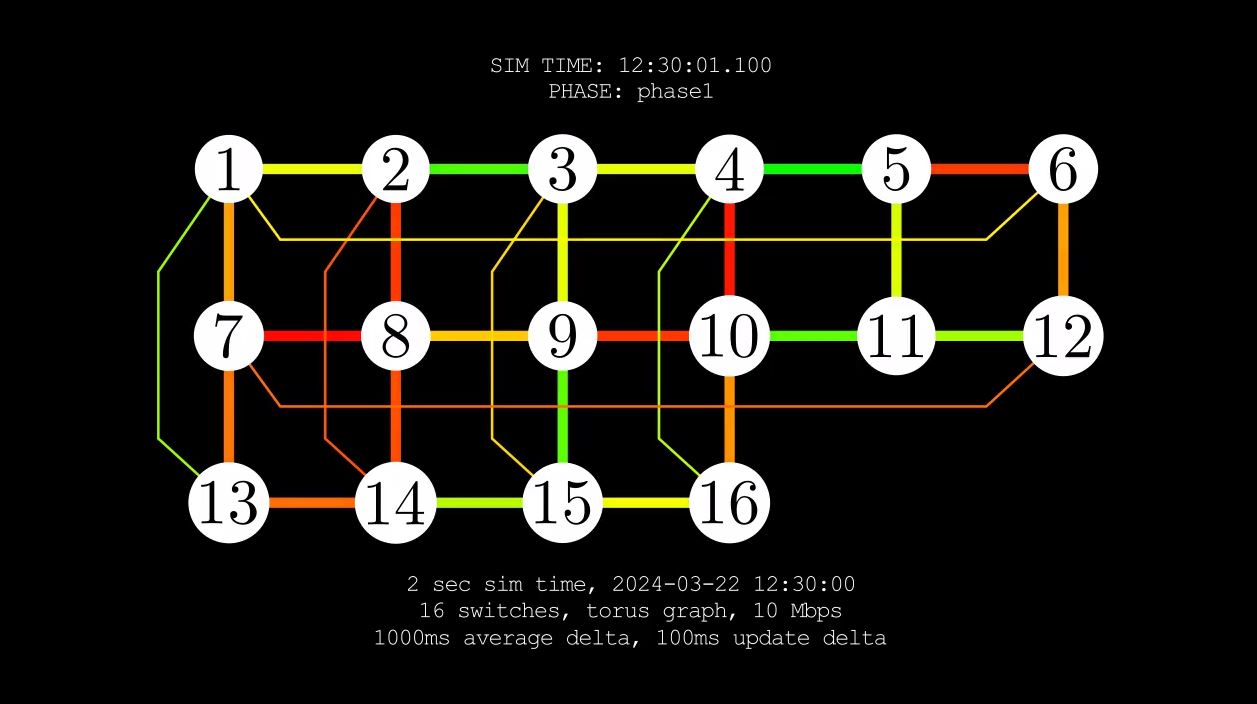 SIM TIME: 12:30:01.100
PHASE: phase1
1 2 3 4 5 6
7 8 9 10 11 12
13 14 15 16
2 sec sim time, 2024-03-22 12:30:00
16 switches, torus graph, 10 Mbps
1000ms average delta, 100ms update delta